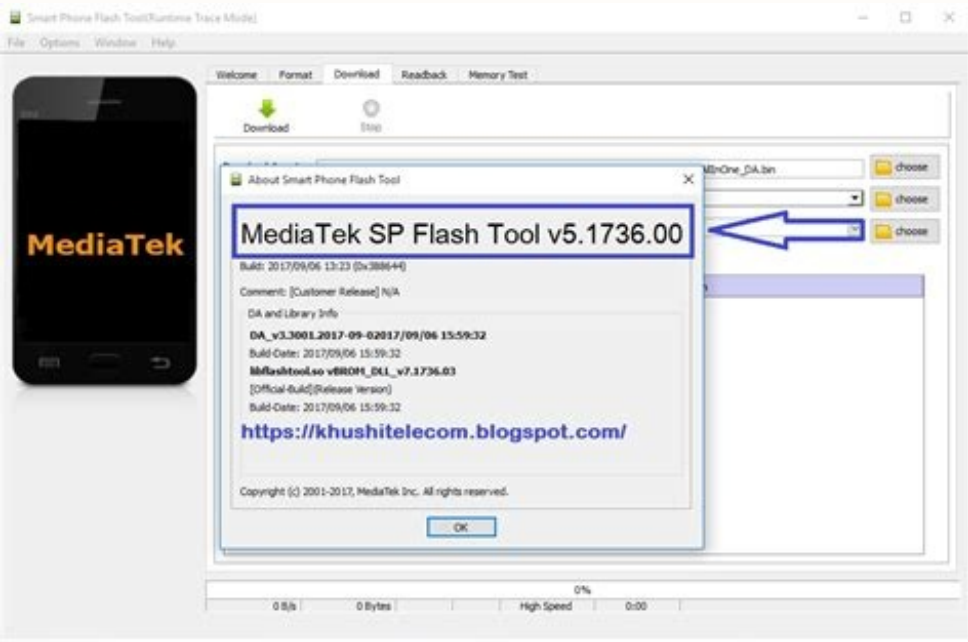 Smart Phone Flash Tool(Runtime Trace Mode)
File Options Window Help
Welcome Format Download Readback Memory Test
Download Stop
AllInOne_DA.bin choose
choose
choose
MediaTek
About Smart Phone Flash Tool
MediaTek SP Flash Tool v5.1736.00
Build: 2017/09/06 13:23 (0x388644)
Comment: [Customer Release] N/A
DA and Library Info
DA_v3.3001.2017-09-02017/09/06 15:59:32
Build-Date: 2017/09/06 15:59:32
libflashtool.so vBROM_DLL_v7.1736.03
[Official-Build](Release Version)
Build-Date: 2017/09/06 15:59:32
https://khushitelecom.blogspot.com/
Copyright (c) 2001-2017, MediaTek Inc. All rights reserved.
OK
0%
0 B/s 0 Bytes High Speed 0:00